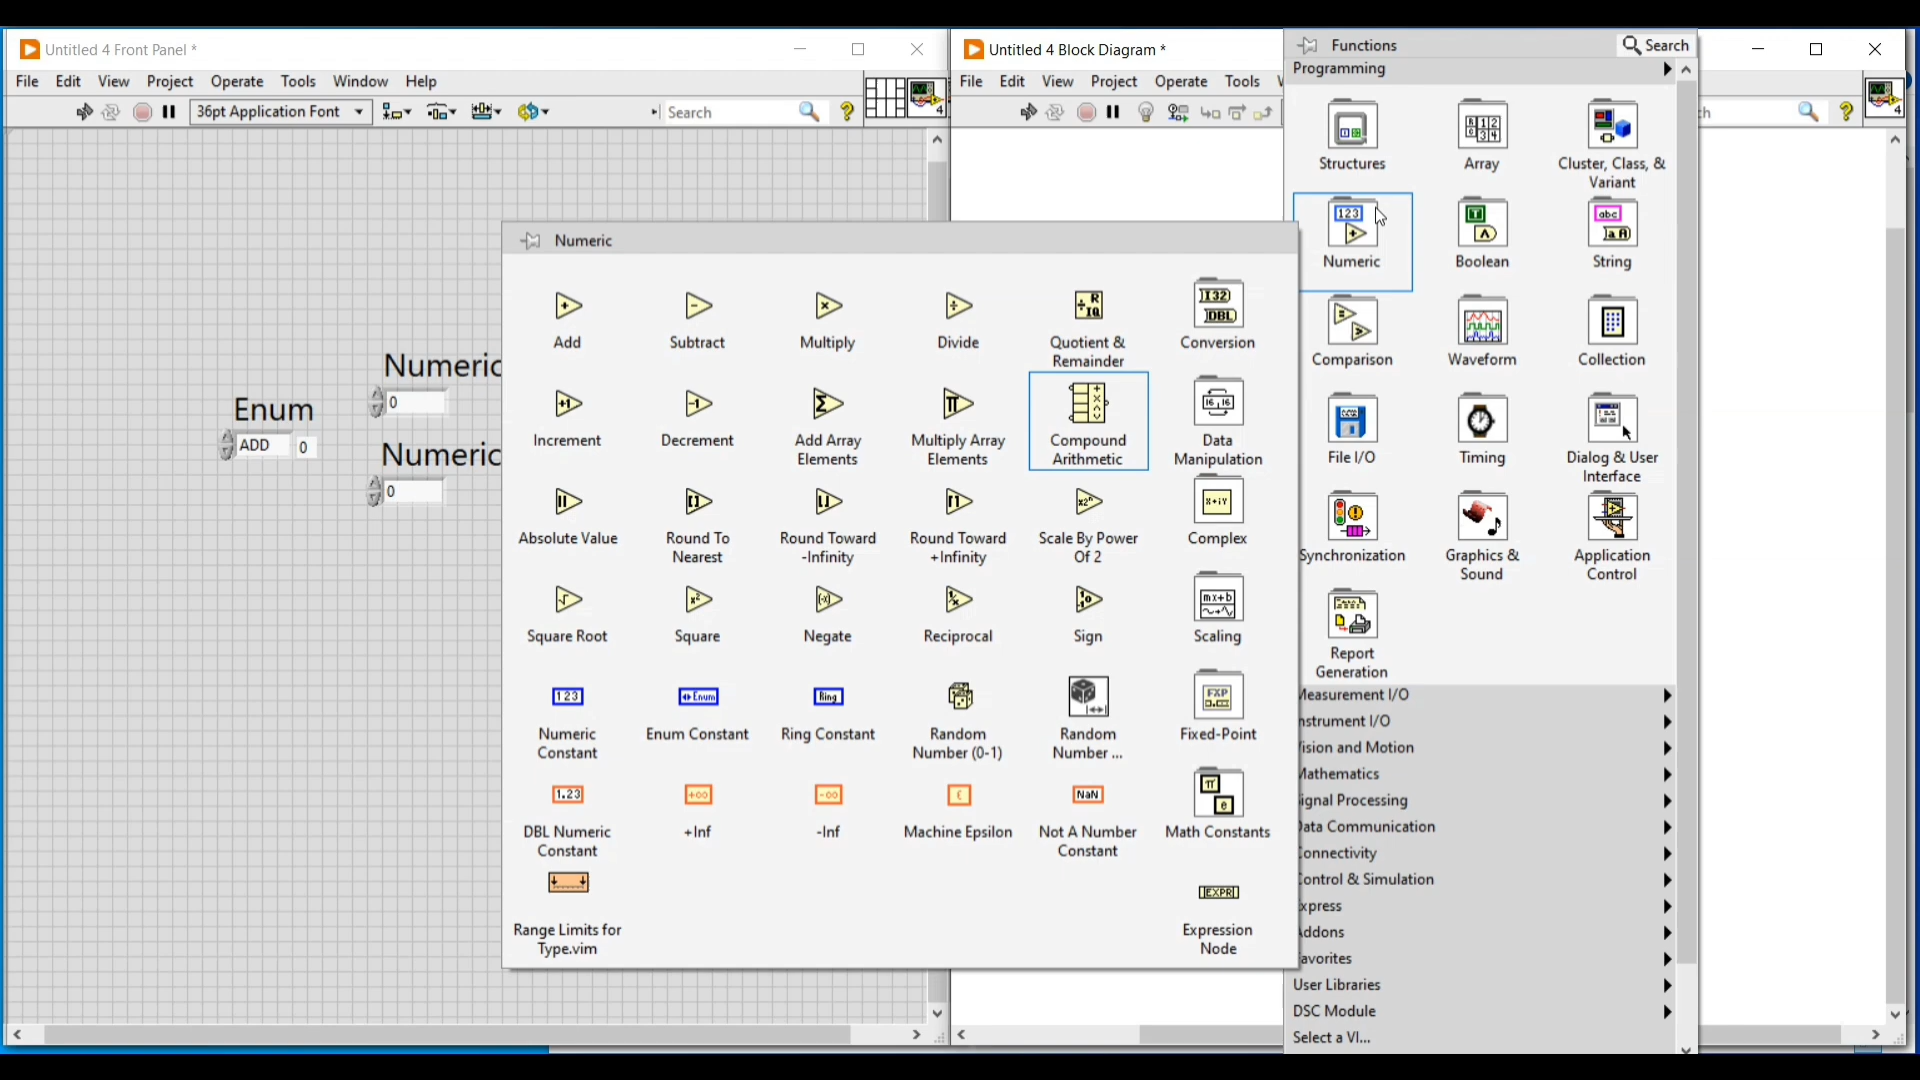 Untitled 4 Front Panel *
File Edit View Project Operate Tools Window Help
36pt Application Font
Search
4
Enum
ADD 0
Numeric
0
Numeric
0
Untitled 4 Block Diagram *
File Edit View Project Operate Tools
4
Functions Search
Programming
Structures Array Cluster, Class, &
Variant
Numeric Boolean String
Comparison Waveform Collection
File I/O Timing Dialog & User
Interface
Synchronization Graphics &
Sound Application
Control
Report
Generation
Measurement I/O
nstrument I/O
ision and Motion
Mathematics
ignal Processing
Data Communication
Connectivity
Control & Simulation
xpress
Addons
avorites
User Libraries
DSC Module
Select a VI...
Numeric
Add Subtract Multiply Divide Quotient &
Remainder Conversion
Increment Decrement Add Array
Elements Multiply Array
Elements Compound
Arithmetic Data
Manipulation
Absolute Value Round To
Nearest Round Toward
-Infinity Round Toward
+Infinity Scale By Power
Of 2 Complex
Square Root Square Negate Reciprocal Sign Scaling
Numeric
Constant Enum Constant Ring Constant Random
Number (0-1) Random
Number ... Fixed-Point
DBL Numeric
Constant +Inf -Inf Machine Epsilon Not A Number
Constant Math Constants
Range Limits for
Type.vim Expression
Node